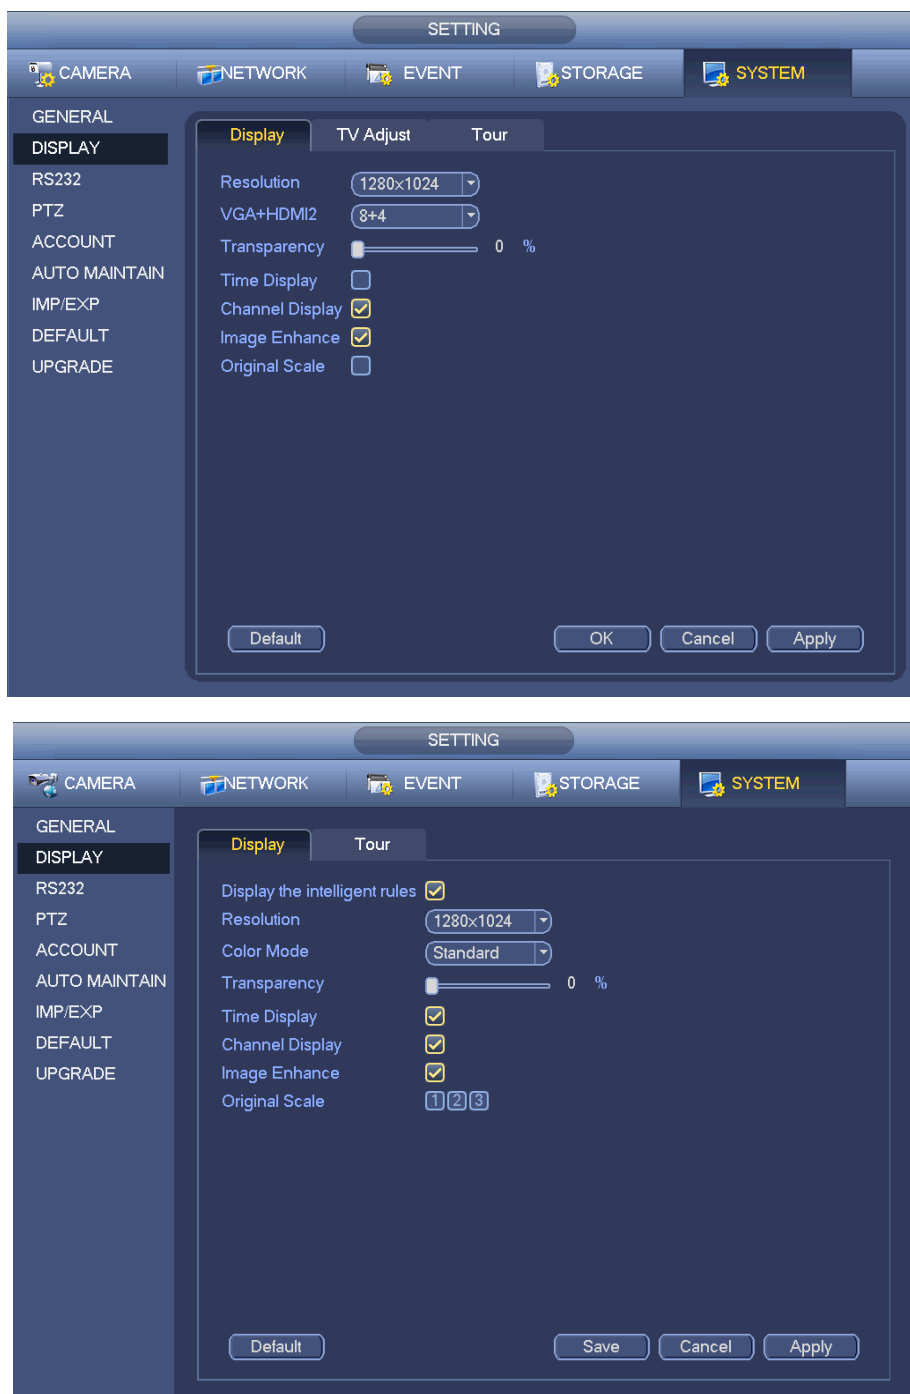 SETTING
CAMERA NETWORK EVENT STORAGE SYSTEM
GENERAL
DISPLAY
RS232
PTZ
ACCOUNT
AUTO MAINTAIN
IMP/EXP
DEFAULT
UPGRADE
Display TV Adjust Tour
Resolution 1280×1024
VGA+HDMI2 8+4
Transparency 0 %
Time Display
Channel Display
Image Enhance
Original Scale
Default OK Cancel Apply
SETTING
CAMERA NETWORK EVENT STORAGE SYSTEM
GENERAL
DISPLAY
RS232
PTZ
ACCOUNT
AUTO MAINTAIN
IMP/EXP
DEFAULT
UPGRADE
Display Tour
Display the intelligent rules
Resolution 1280×1024
Color Mode Standard
Transparency 0 %
Time Display
Channel Display
Image Enhance
Original Scale 1 2 3
Default Save Cancel Apply